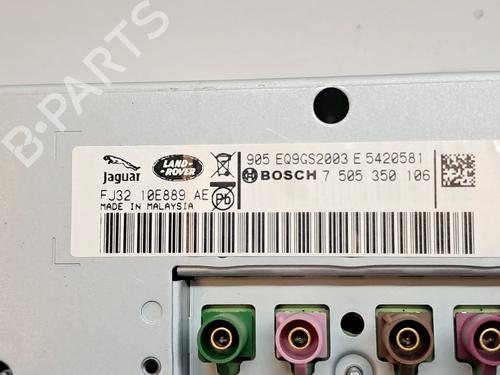 B-PARTS
Jaguar
LAND-
ROVER
905 EQ9GS2003 E 5420581
BOSCH 7 505 350 106
FJ32 10E889 AE
Pb
MADE IN MALAYSIA